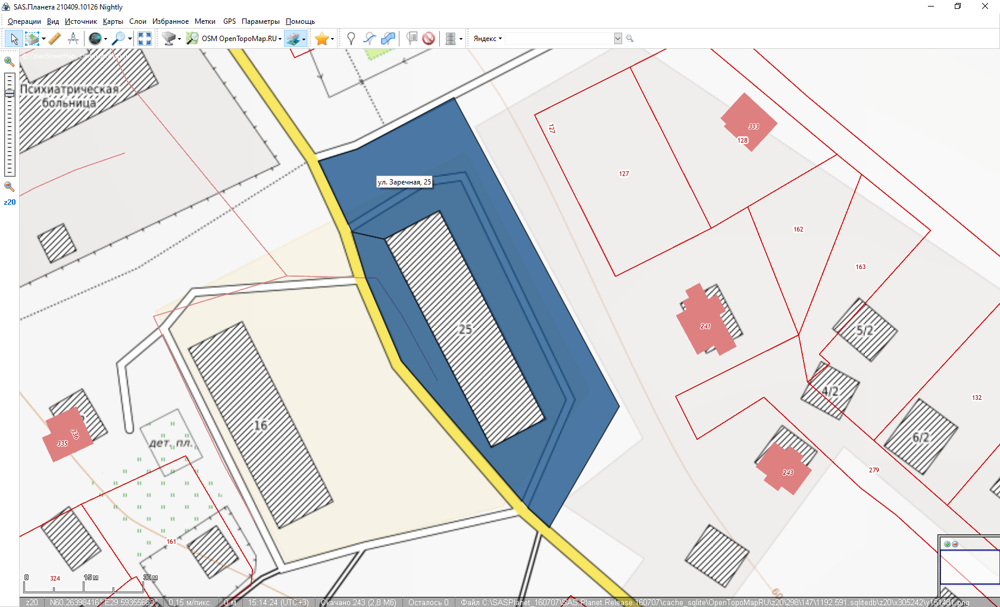 SAS.Планета 210409.10126 Nightly
Операции Вид Источник Карты Слои Избранное Метки GPS Параметры Помощь
OSM OpenTopoMap.RU
Яндекс
© OpenStreetMap, OpenTopoMap
Психиатрическая
больница
333
127
128
127
ул. Заречная, 25
z20
162
163
25
241
5/2
4/2
132
16
336
335
дет. пл.
6/2
279
243
161
324
0 15 м 30 м
60
z20 N60.26398416° E29.59355663° 0,15 м/пикс. 0 м 15:14:24 (UTC+3) Скачано 243 (2,8 Мб) Осталось 0 Файл C:\SASPlanet_160707\SAS.Planet.Release.160707\cache_sqlite\OpenTopoMapRU\z20\298\147\1192.591.sqlitedb\z20\x305242\y151481.png